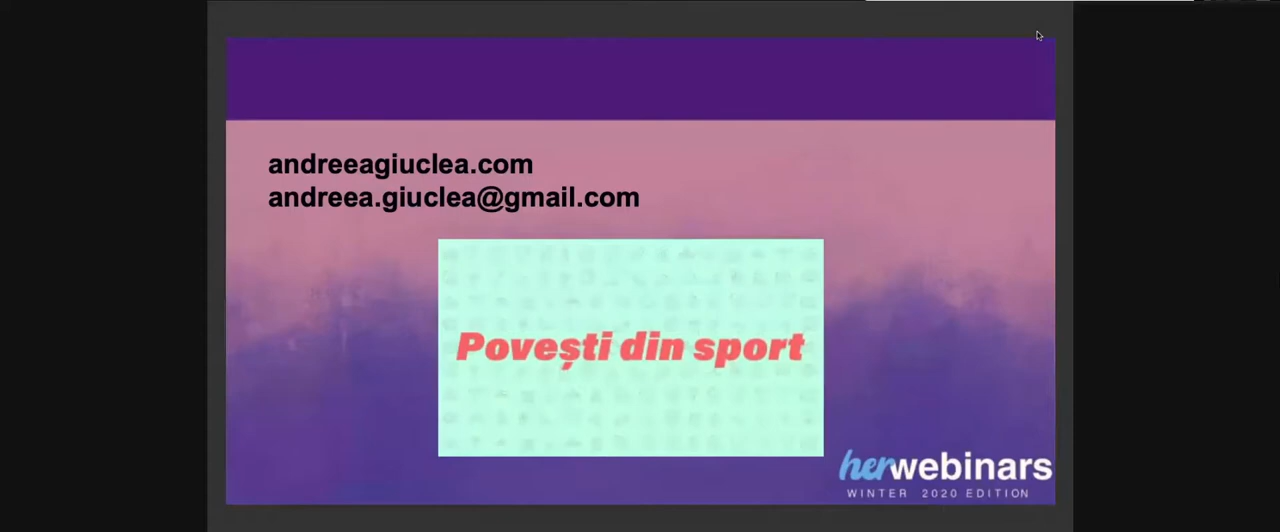 andreeagiuclea.com
andreea.giuclea@gmail.com
Povești din sport
herwebinars
WINTER 2020 EDITION